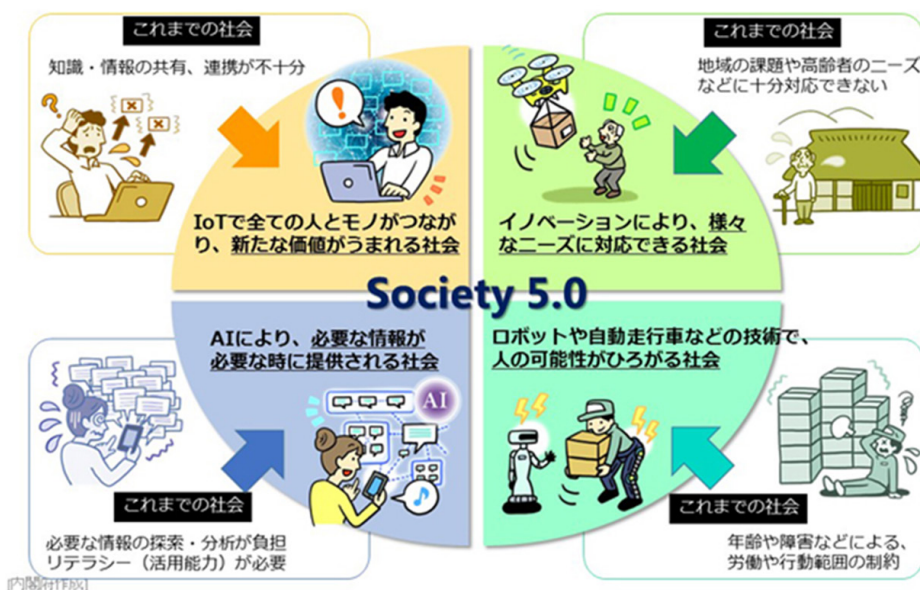 これまでの社会
知識・情報の共有、連携が不十分
IoTで全ての人とモノがつなが
り、新たな価値がうまれる社会
これまでの社会
地域の課題や高齢者のニーズ
などに十分対応できない
イノベーションにより、様々
なニーズに対応できる社会
Society 5.0
AIにより、必要な情報が
必要な時に提供される社会
AI
これまでの社会
必要な情報の探索・分析が負担
リテラシー（活用能力）が必要
ロボットや自動走行車などの技術で、
人の可能性がひろがる社会
これまでの社会
年齢や障害などによる、
労働や行動範囲の制約
[内閣府作成]